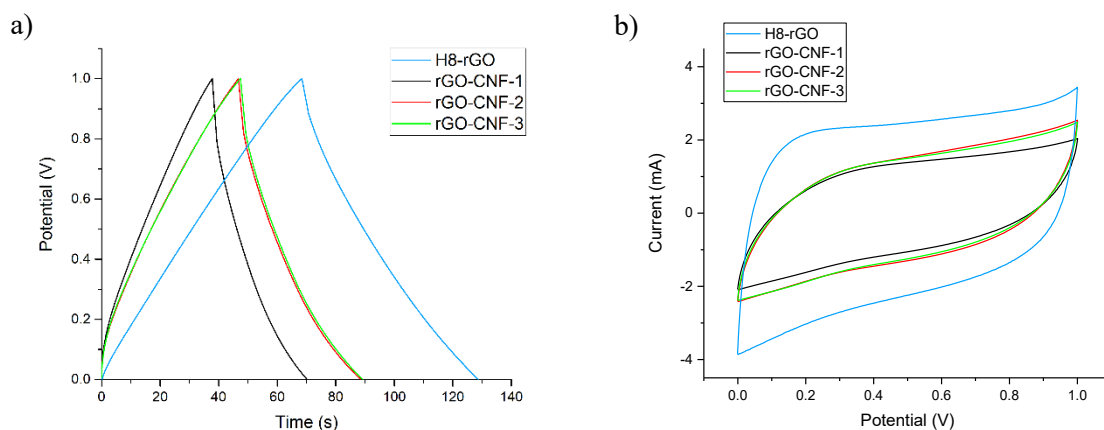 a)
H8-rGO
rGO-CNF-1
rGO-CNF-2
rGO-CNF-3
1.0
0.8
0.6
0.4
0.2
0.0
Potential (V)
0 20 40 60 80 100 120 140
Time (s)
b)
H8-rGO
rGO-CNF-1
rGO-CNF-2
rGO-CNF-3
4
2
0
-2
-4
Current (mA)
0.0 0.2 0.4 0.6 0.8 1.0
Potential (V)